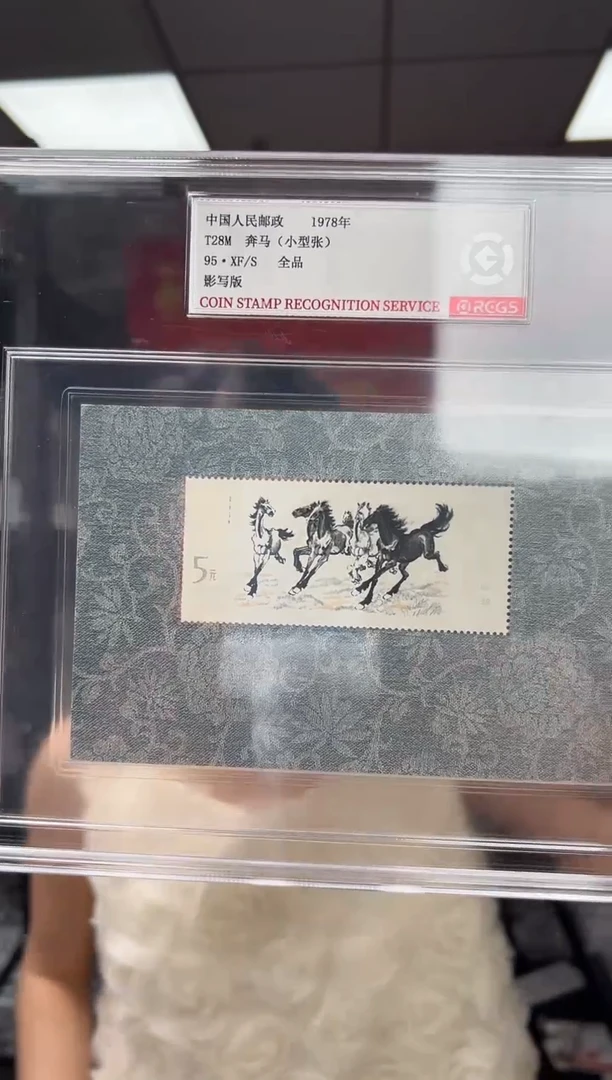 中国人民邮政 1978年
T28M 奔马（小型张）
95·XF/S 全品
影写版
COIN STAMP RECOGNITION SERVICE RCGS
5元